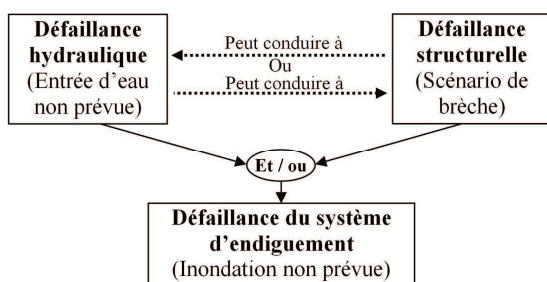 Défaillance
hydraulique
(Entrée d’eau
non prévue)
Peut conduire à
Ou
Peut conduire à
Défaillance
structurelle
(Scénario de
brèche)
Et / ou
Défaillance du système
d’endiguement
(Inondation non prévue)